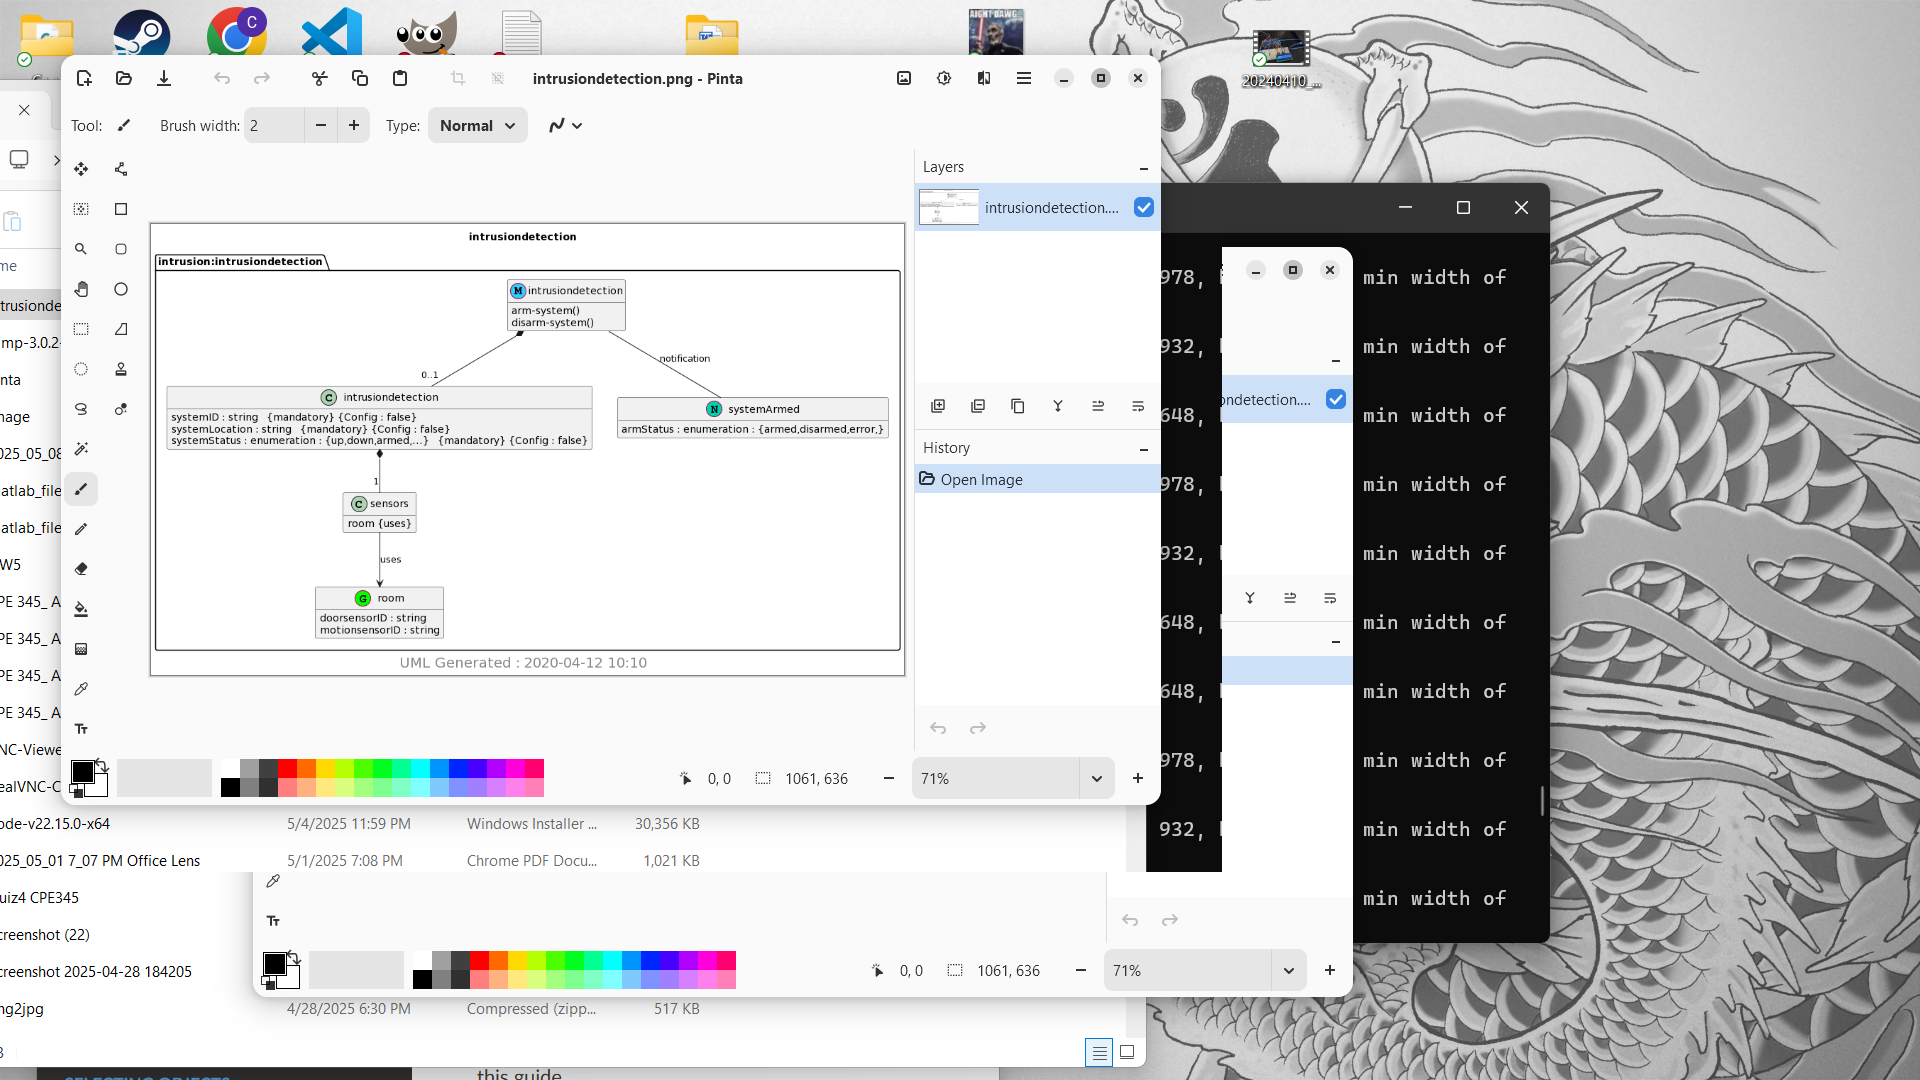 C
AIGHT DAWG..
20240410_...
intrusiondetection.png - Pinta
Tool:
Brush width: 2
Type: Normal
Layers
intrusiondetection....
intrusiondetection
intrusion:intrusiondetection
M intrusiondetection
arm-system()
disarm-system()
notification
0..1
C intrusiondetection
systemID : string {mandatory} {Config : false}
systemLocation : string {mandatory} {Config : false}
systemStatus : enumeration : {up,down,armed,...} {mandatory} {Config : false}
N systemArmed
armStatus : enumeration : {armed,disarmed,error,}
1
C sensors
room {uses}
uses
G room
doorsensorID : string
motionsensorID : string
UML Generated : 2020-04-12 10:10
History
Open Image
0, 0
1061, 636
71%
me
trusionde
mp-3.0.2-
nta
nage
025_05_08
atlab_file
atlab_file
W5
PE 345_ A
PE 345_ A
PE 345_ A
PE 345_ A
NC-Viewe
ealVNC-C
ode-v22.15.0-x64 5/4/2025 11:59 PM Windows Installer ... 30,356 KB
025_05_01 7_07 PM Office Lens 5/1/2025 7:08 PM Chrome PDF Docu... 1,021 KB
uiz4 CPE345
creenshot (22)
creenshot 2025-04-28 184205
ng2jpg 4/28/2025 6:30 PM Compressed (zipp... 517 KB
3
978, min width of
932, min width of
648, min width of
978, min width of
932, min width of
648, min width of
648, min width of
978, min width of
932, min width of
min width of
ondetection....
0, 0
1061, 636
71%
SELECTING OBJECTS
this guide